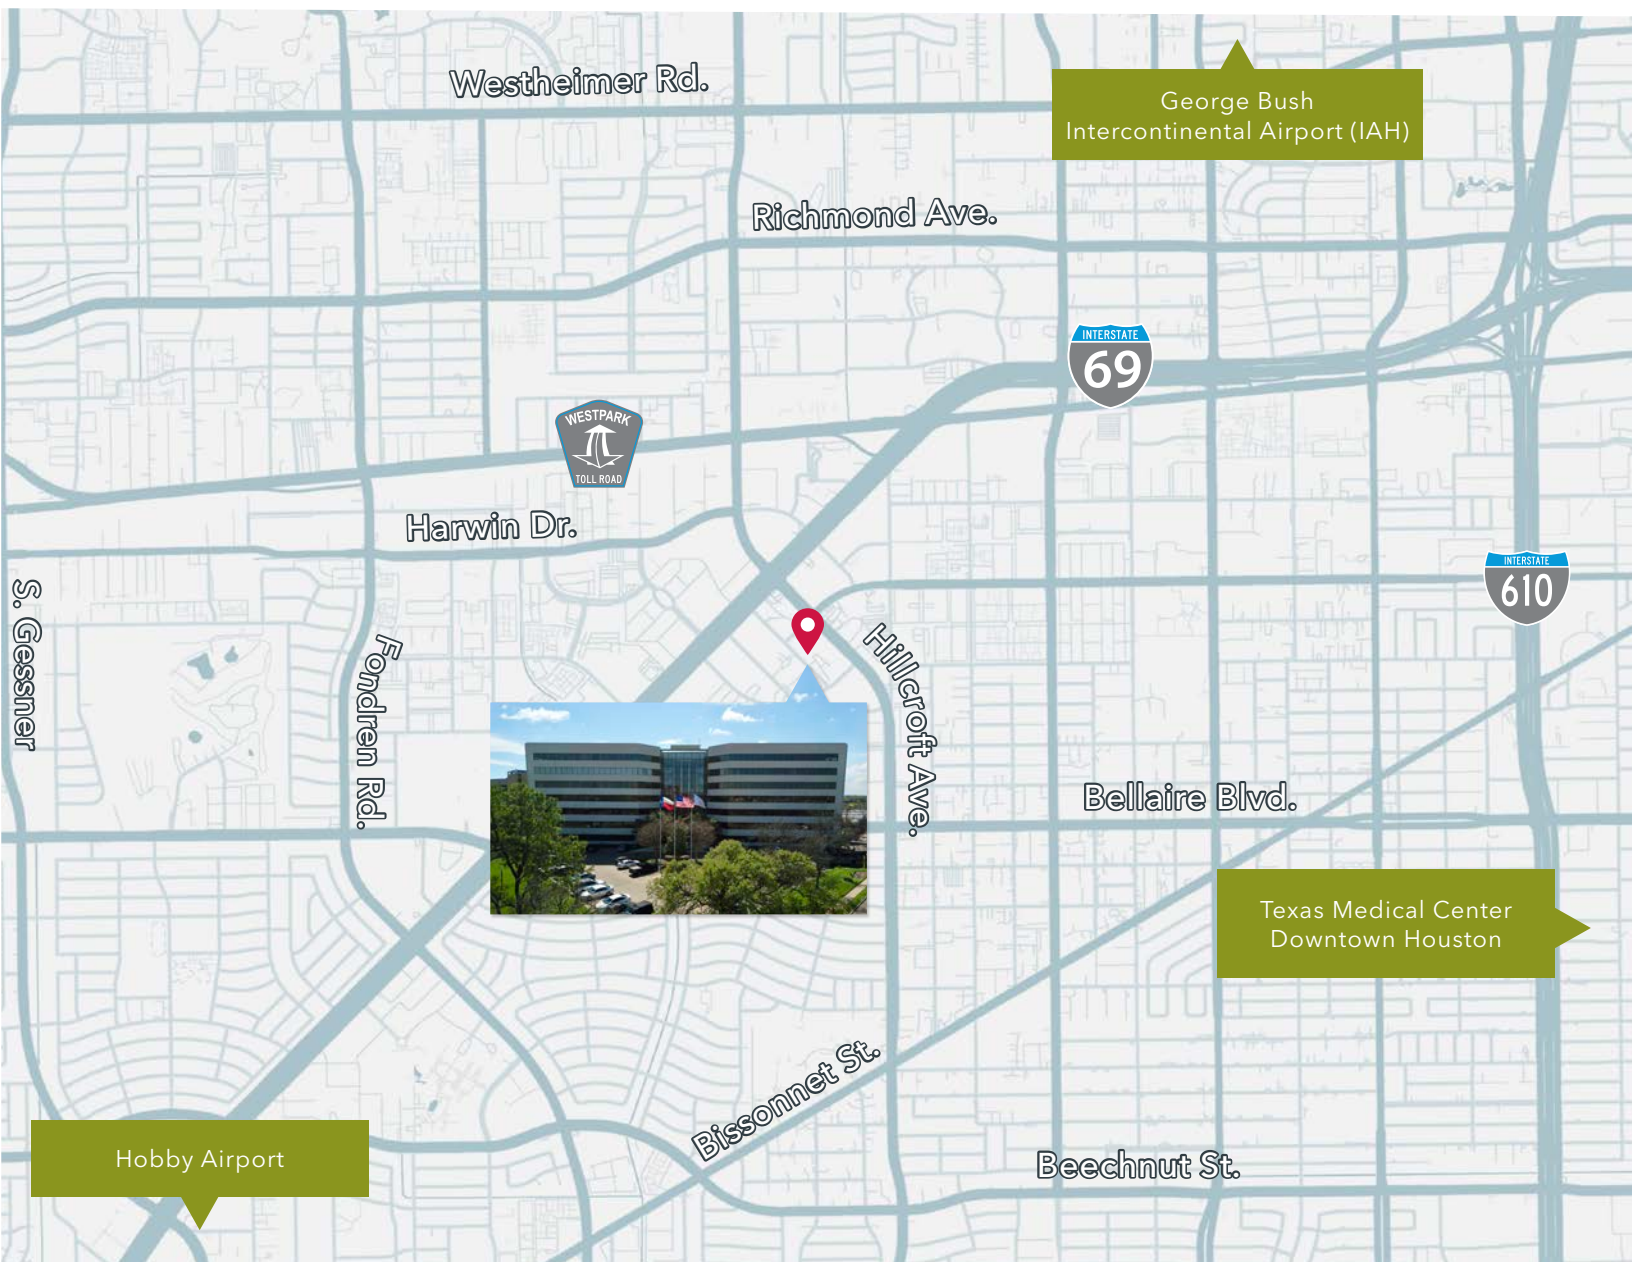 Westheimer Rd.
George Bush
Intercontinental Airport (IAH)
Richmond Ave.
INTERSTATE
69
WESTPARK
TOLL ROAD
Harwin Dr.
INTERSTATE
610
S. Gessner
Fondren Rd.
Hillcroft Ave.
Bellaire Blvd.
Texas Medical Center
Downtown Houston
Bissonnet St.
Hobby Airport
Beechnut St.